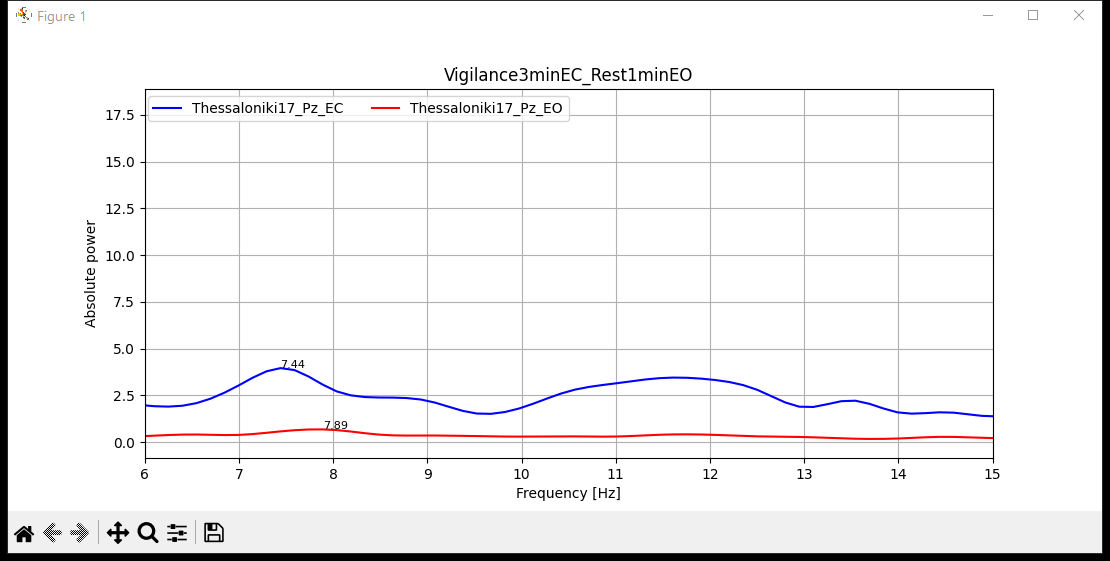 Figure 1
Vigilance3minEC_Rest1minEO
Thessaloniki17_Pz_EC Thessaloniki17_Pz_EO
17.5
15.0
12.5
10.0
7.5
5.0
2.5
0.0
Absolute power
7.44
7.89
6 7 8 9 10 11 12 13 14 15
Frequency [Hz]